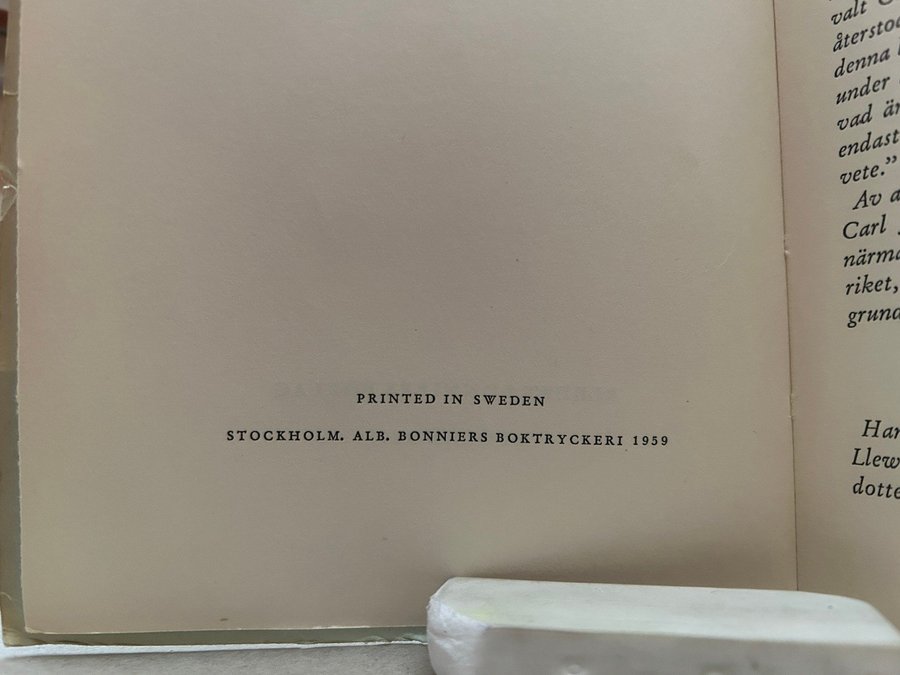 PRINTED IN SWEDEN
STOCKHOLM. ALB. BONNIERS BOKTRYCKERI 1959
valt
återstod
denna
under
vad är
endast
vete.”
Av
Carl
närma
riket,
grund
Har
Llew
dotte